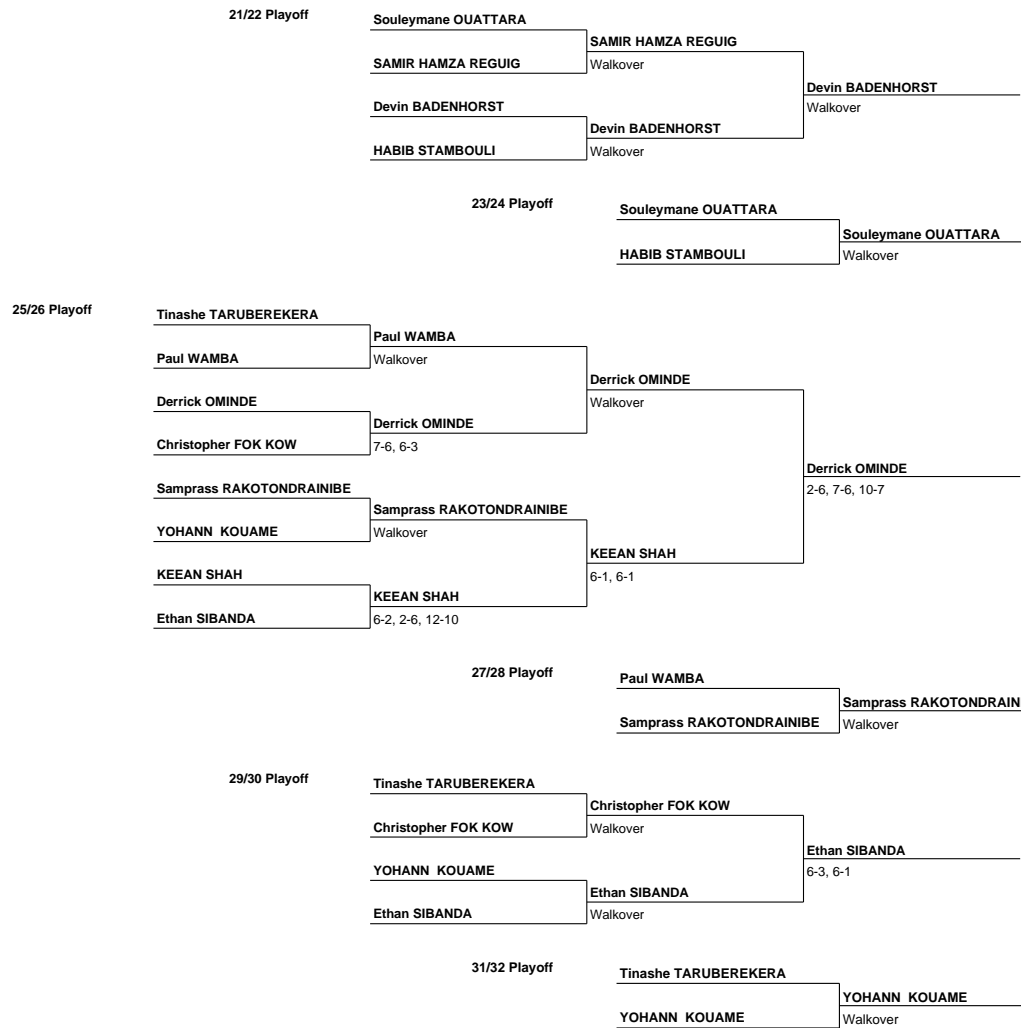 21/22 Playoff
Souleymane OUATTARA
SAMIR HAMZA REGUIG
SAMIR HAMZA REGUIG
Walkover
Devin BADENHORST
Walkover
Devin BADENHORST
Devin BADENHORST
HABIB STAMBOULI
Walkover
23/24 Playoff
Souleymane OUATTARA
Souleymane OUATTARA
HABIB STAMBOULI
Walkover
25/26 Playoff
Tinashe TARUBEREKERA
Paul WAMBA
Paul WAMBA
Walkover
Derrick OMINDE
Walkover
Derrick OMINDE
Derrick OMINDE
Christopher FOK KOW
7-6, 6-3
Derrick OMINDE
2-6, 7-6, 10-7
Samprass RAKOTONDRAINIBE
Samprass RAKOTONDRAINIBE
YOHANN  KOUAME
Walkover
KEEAN SHAH
6-1, 6-1
KEEAN SHAH
KEEAN SHAH
Ethan SIBANDA
6-2, 2-6, 12-10
27/28 Playoff
Paul WAMBA
Samprass RAKOTONDRAIN
Samprass RAKOTONDRAINIBE
Walkover
29/30 Playoff
Tinashe TARUBEREKERA
Christopher FOK KOW
Christopher FOK KOW
Walkover
Ethan SIBANDA
6-3, 6-1
YOHANN  KOUAME
Ethan SIBANDA
Ethan SIBANDA
Walkover
31/32 Playoff
Tinashe TARUBEREKERA
YOHANN  KOUAME
YOHANN  KOUAME
Walkover